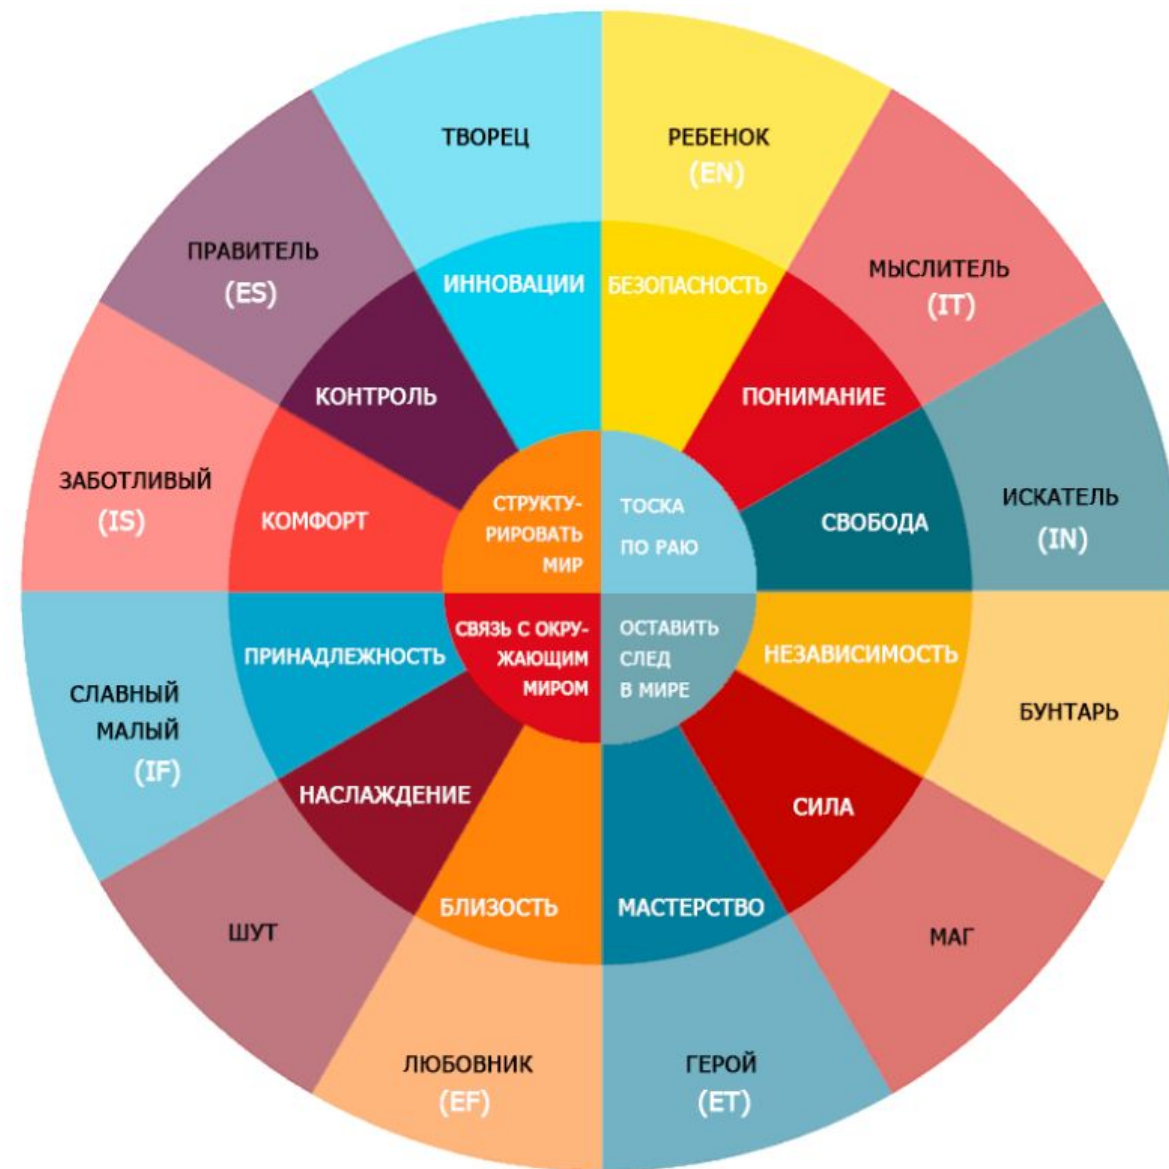 ТВОРЕЦ
РЕБЕНОК
(EN)
ПРАВИТЕЛЬ
(ES)
МЫСЛИТЕЛЬ
(IT)
ИННОВАЦИИ
БЕЗОПАСНОСТЬ
КОНТРОЛЬ
ПОНИМАНИЕ
ЗАБОТЛИВЫЙ
(IS)
КОМФОРТ
СТРУКТУ-
РИРОВАТЬ
МИР
ТОСКА
ПО РАЮ
СВОБОДА
ИСКАТЕЛЬ
(IN)
СЛАВНЫЙ
МАЛЫЙ
(IF)
ПРИНАДЛЕЖНОСТЬ
СВЯЗЬ С ОКРУ-
ЖАЮЩИМ
МИРОМ
ОСТАВИТЬ
СЛЕД
В МИРЕ
НЕЗАВИСИМОСТЬ
БУНТАРЬ
НАСЛАЖДЕНИЕ
СИЛА
ШУТ
БЛИЗОСТЬ
МАСТЕРСТВО
МАГ
ЛЮБОВНИК
(EF)
ГЕРОЙ
(ET)